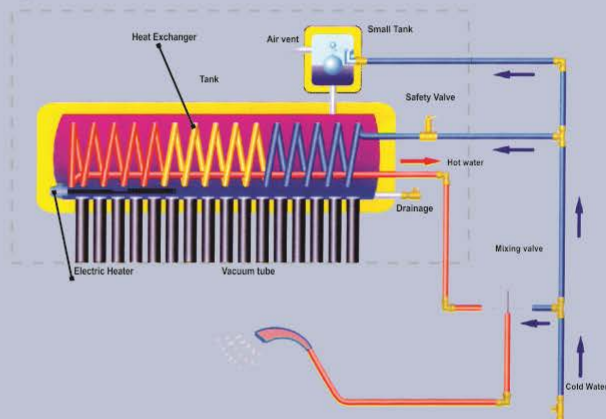 Small Tank
Heat Exchanger
Air vent
Tank
Safety Valve
Hot water
Drainage
Mixing valve
Electric Heater
Vacuum tube
Cold Water